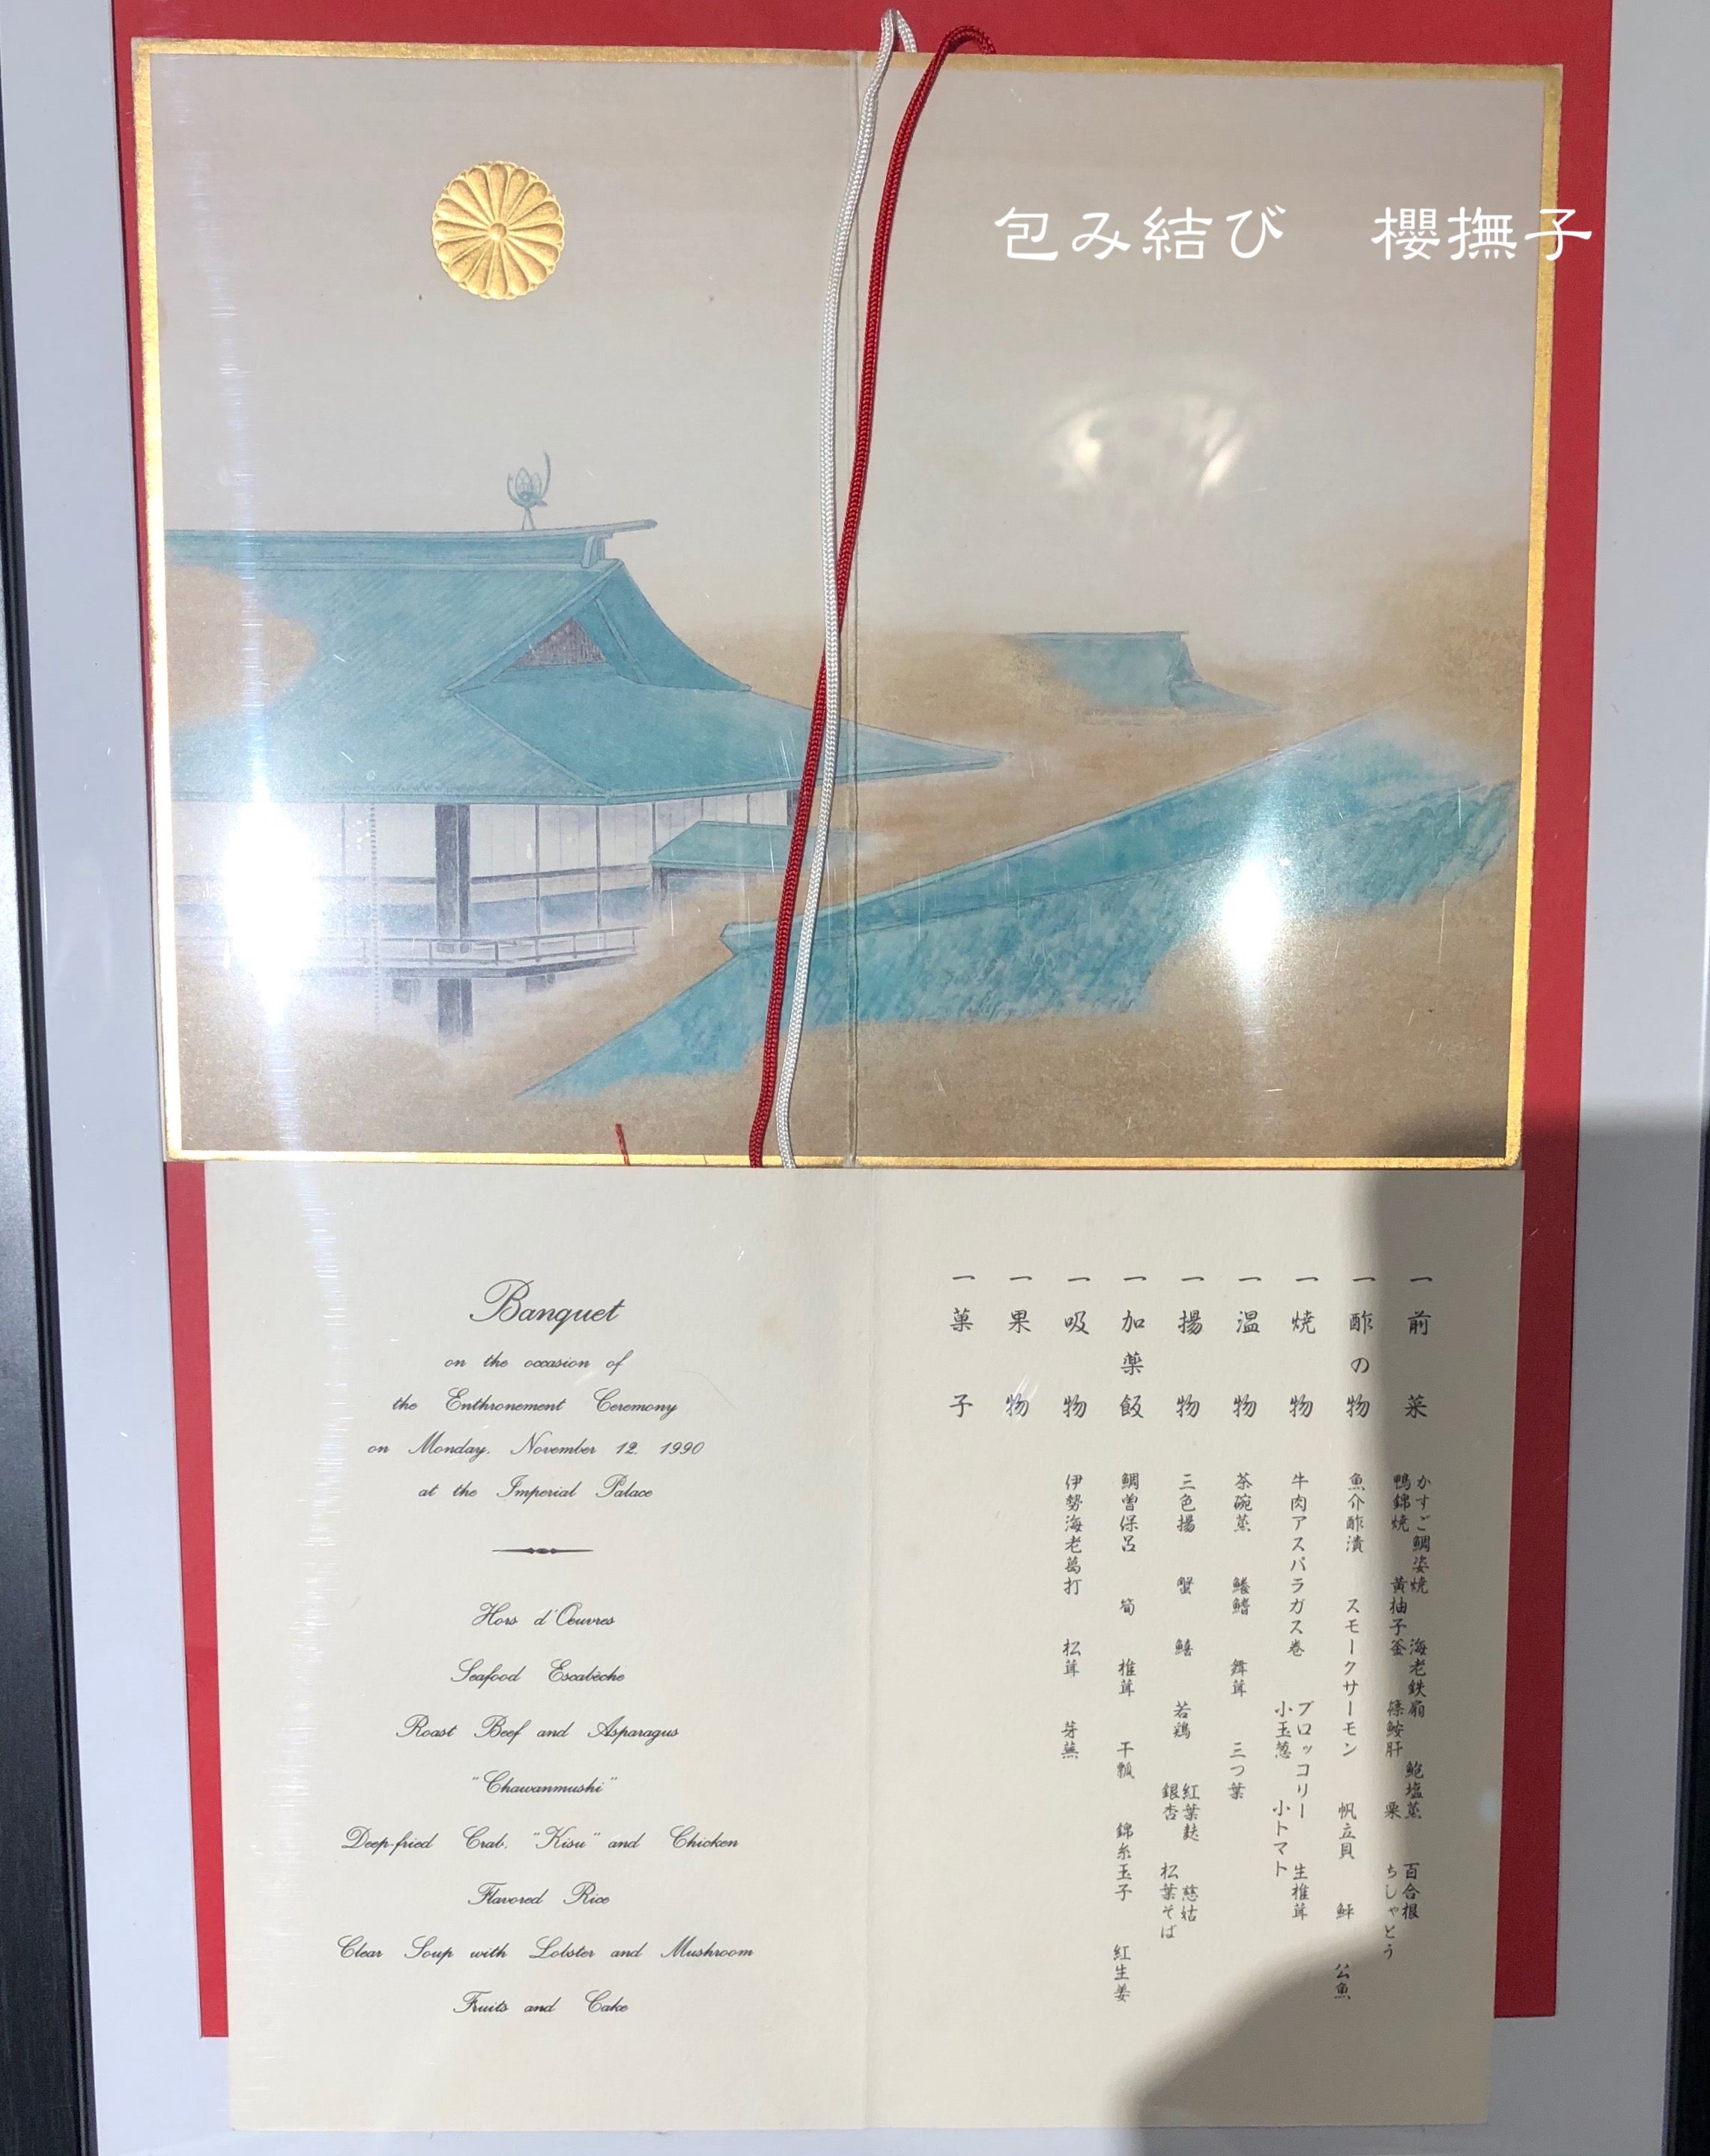 包み結び　櫻撫子
Banquet
on the occasion of
the Enthronement Ceremony
on Monday, November 12, 1990
at the Imperial Palace
Hors d'Oeuvres
Seafood Escabèche
Roast Beef and Asparagus
"Chawanmushi"
Deep-fried Crab, "Kisu" and Chicken
Flavored Rice
Clear Soup with Lobster and Mushroom
Fruits and Cake
一 前菜 かすご鯛姿焼 海老鉄扇 鮑塩蒸 百合根
鴨錦焼 黄柚子釜 篠鮟肝 栗 ちしゃとう
一 酢の物 魚介酢漬 スモークサーモン 帆立貝 鮃 公魚
一 焼物 牛肉アスパラガス巻 ブロッコリー 生椎茸
小玉葱 小トマト
一 温物 茶碗蒸 舞茸 三つ葉
一 揚物 三色揚 蟹 鱚 若鶏 紅葉麩 慈姑
銀杏 松葉そば
一 加薬飯 鯛曽保呂 筍 椎茸 干瓢 錦糸玉子 紅生姜
一 吸物 伊勢海老葛打 松茸 芽蕪
一 果物
一 菓子